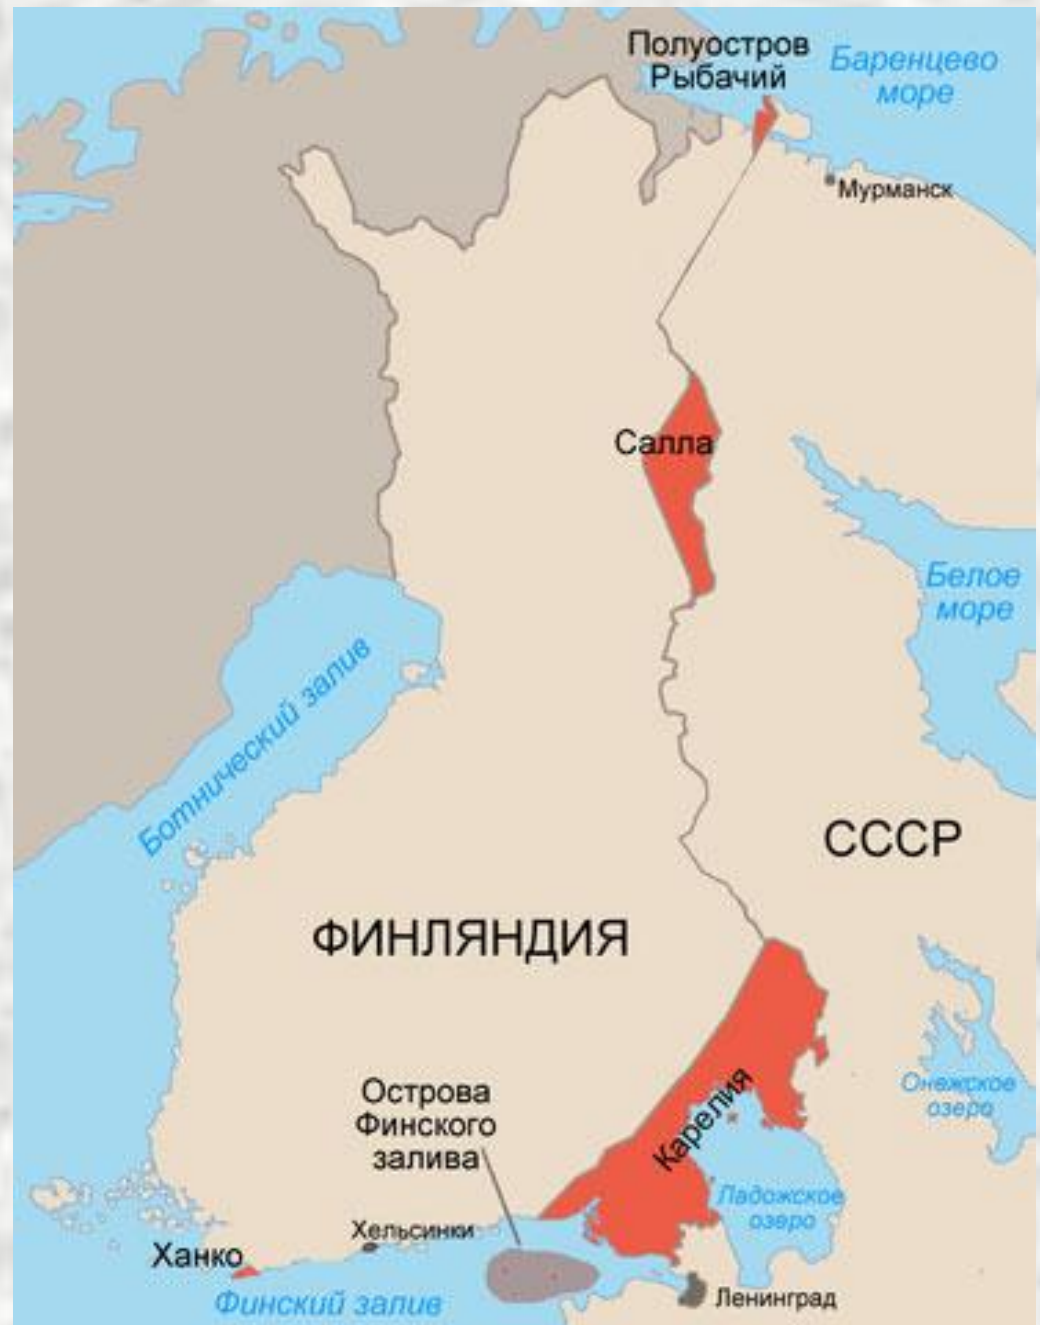 Полуостров
Рыбачий
Баренцево
море
Мурманск
Салла
Белое
море
Ботнический залив
СССР
ФИНЛЯНДИЯ
Онежское
озеро
Острова
Финского
залива
Карелия
Ладожское
озеро
Хельсинки
Ханко
Финский залив
Ленинград